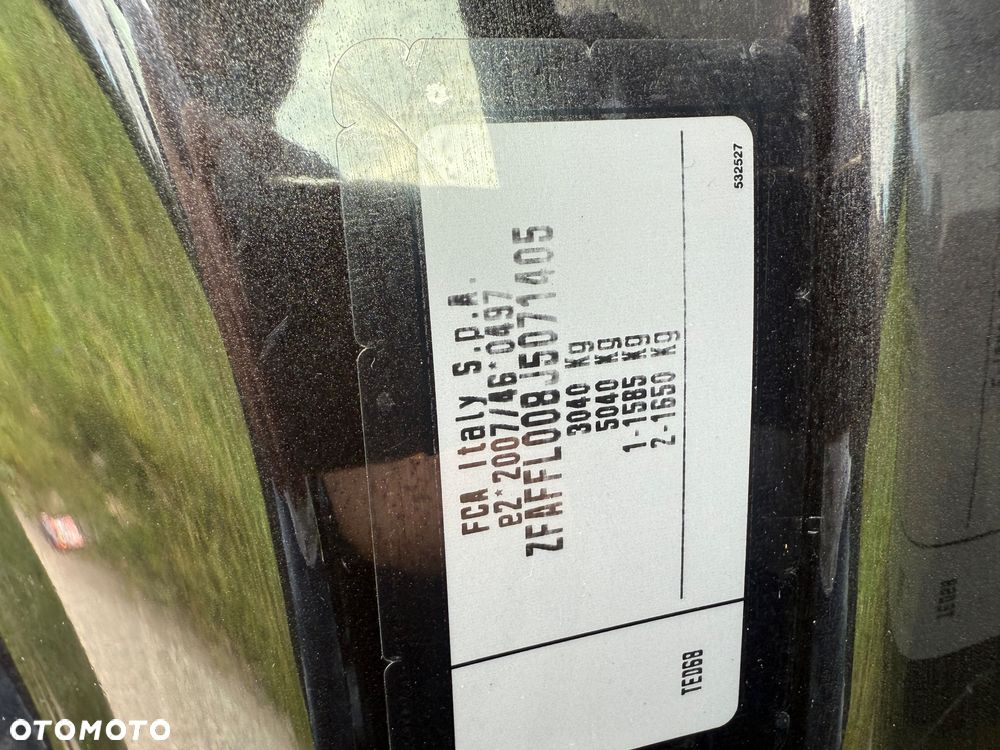 FCA Italy S.p.A.
e2*2007/46*0497
ZFAFFL008J5071405
3040 Kg
5040 Kg
1-1585 Kg
2-1650 Kg
532527
TED6B
OTOMOTO